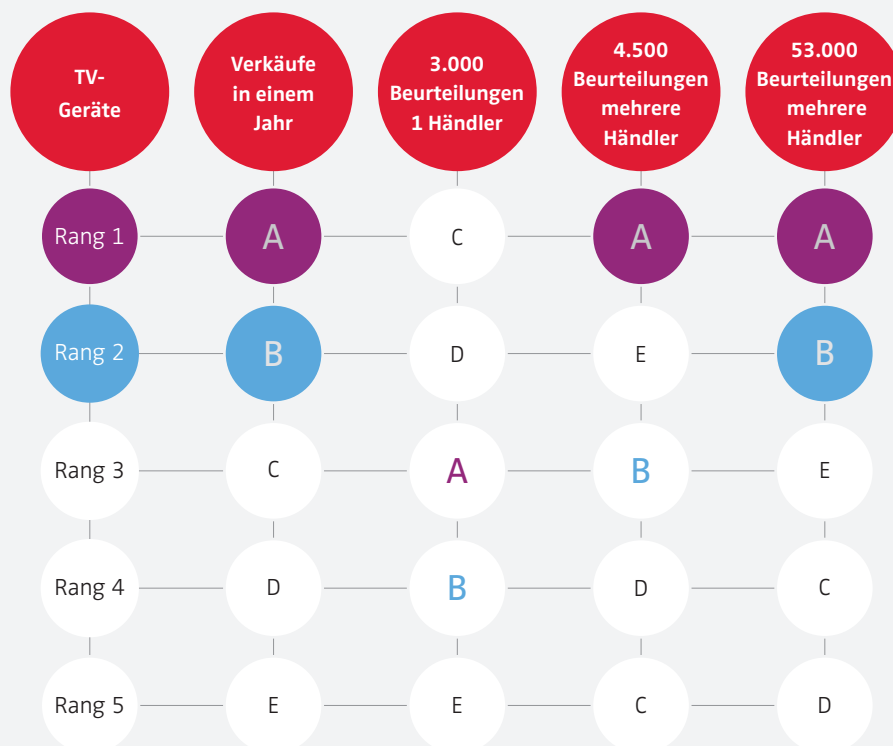 TV-
Geräte
Verkäufe
in einem
Jahr
3.000
Beurteilungen
1 Händler
4.500
Beurteilungen
mehrere
Händler
53.000
Beurteilungen
mehrere
Händler
Rang 1
A
C
A
A
Rang 2
B
D
E
B
Rang 3
C
A
B
E
Rang 4
D
B
D
C
Rang 5
E
E
C
D